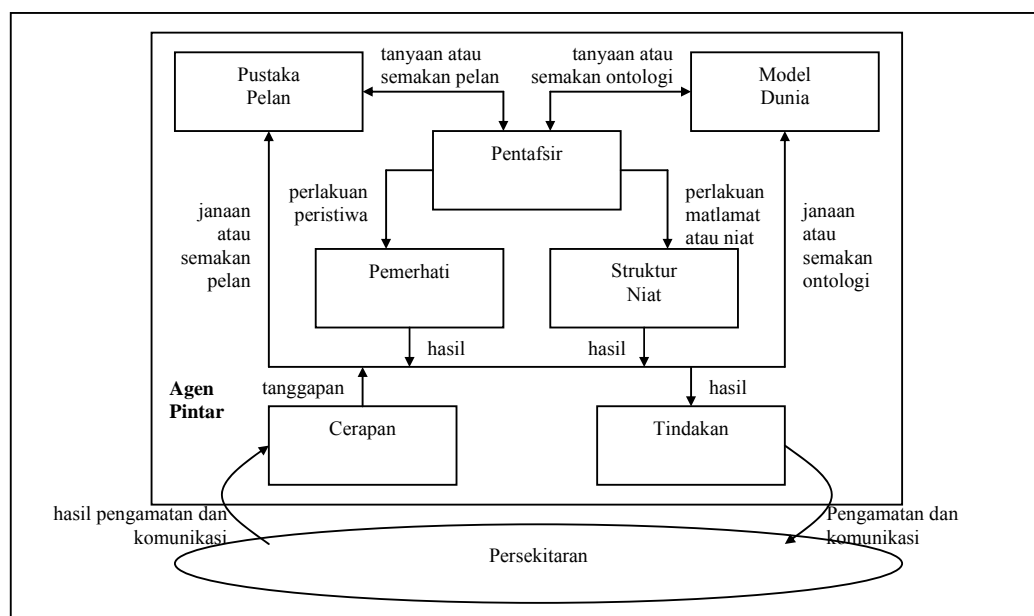 tanyaan atau
semakan pelan
tanyaan atau
semakan ontologi
Pustaka
Pelan
Model
Dunia
Pentafsir
perlakuan
peristiwa
perlakuan
matlamat
atau niat
janaan
atau
semakan
pelan
janaan
atau
semakan
ontologi
Pemerhati
Struktur
Niat
hasil
hasil
Agen
Pintar
tanggapan
hasil
Cerapan
Tindakan
hasil pengamatan dan
komunikasi
Pengamatan dan
komunikasi
Persekitaran